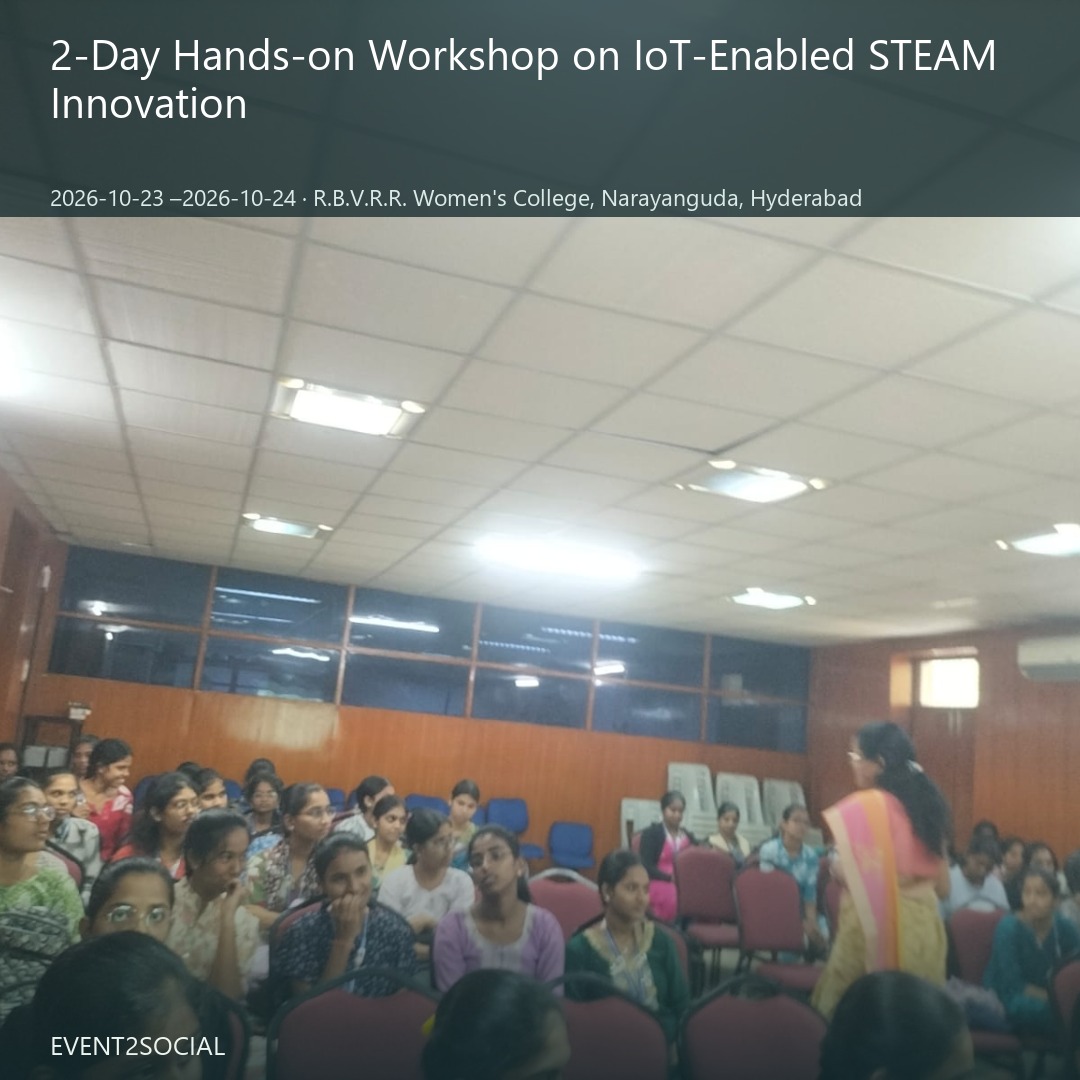 2-Day Hands-on Workshop on IoT-Enabled STEAM
Innovation
2026-10-23 –2026-10-24 · R.B.V.R.R. Women's College, Narayanguda, Hyderabad
EVENT2SOCIAL